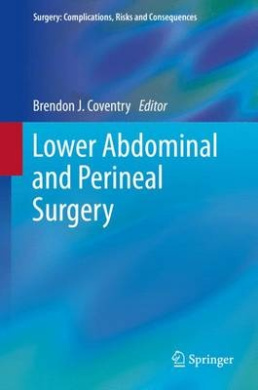 Surgery: Complications, Risks and Consequences
Brendon J. Coventry Editor
Lower Abdominal
and Perineal
Surgery
Springer